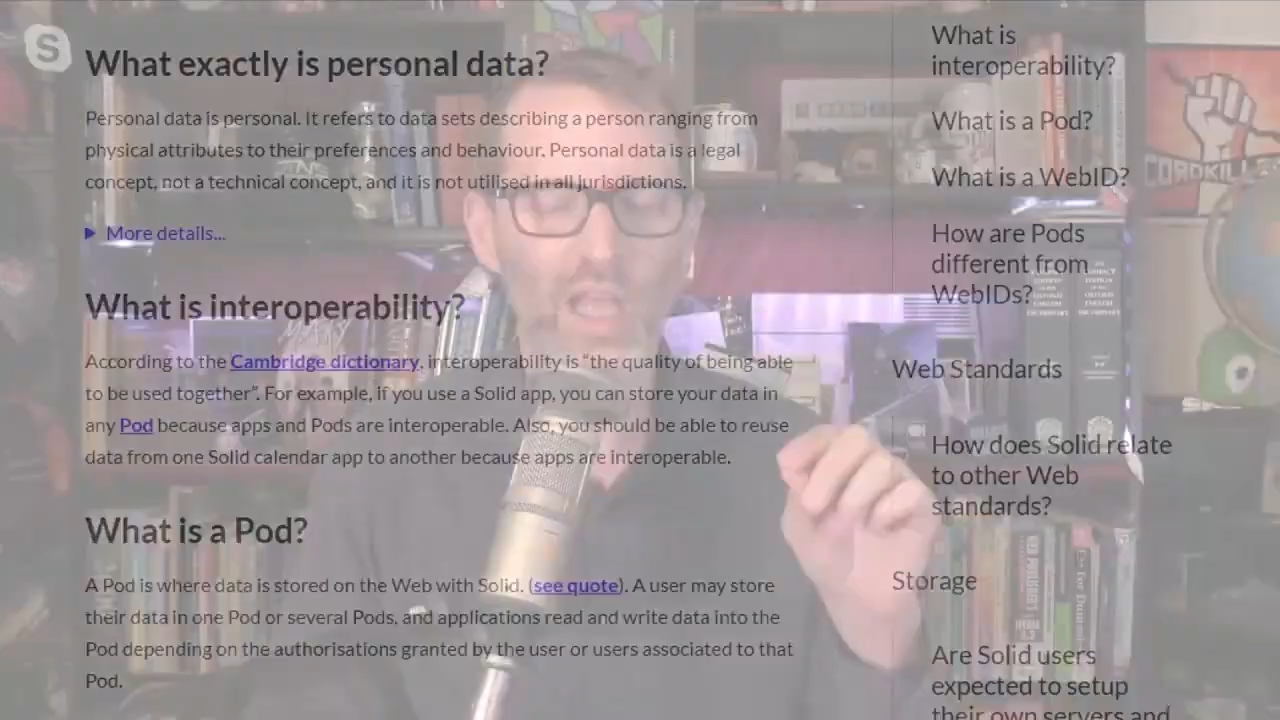 What exactly is personal data?
Personal data is personal. It refers to data sets describing a person ranging from
physical attributes to their preferences and behaviour. Personal data is a legal
concept, not a technical concept, and it is not utilised in all jurisdictions.
More details...
What is interoperability?
According to the Cambridge dictionary, interoperability is “the quality of being able
to be used together”. For example, if you use a Solid app, you can store your data in
any Pod because apps and Pods are interoperable. Also, you should be able to reuse
data from one Solid calendar app to another because apps are interoperable.
What is a Pod?
A Pod is where data is stored on the Web with Solid. (see quote). A user may store
their data in one Pod or several Pods, and applications read and write data into the
Pod depending on the authorisations granted by the user or users associated to that
Pod.
What is
interoperability?
What is a Pod?
What is a WebID?
How are Pods
different from
WebIDs?
Web Standards
How does Solid relate
to other Web
standards?
Storage
Are Solid users
expected to setup
their own servers and
S